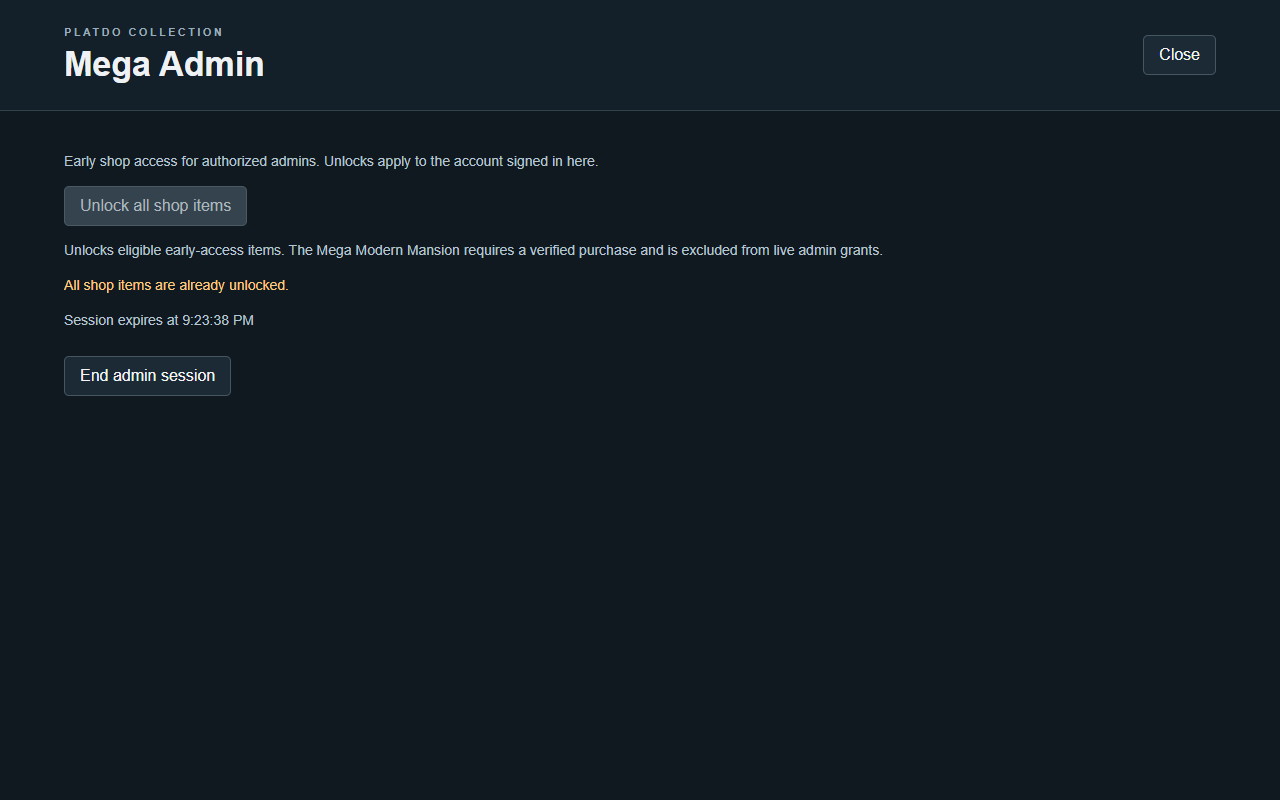 PLATDO COLLECTION
Mega Admin
Close
Early shop access for authorized admins. Unlocks apply to the account signed in here.
Unlock all shop items
Unlocks eligible early-access items. The Mega Modern Mansion requires a verified purchase and is excluded from live admin grants.
All shop items are already unlocked.
Session expires at 9:23:38 PM
End admin session